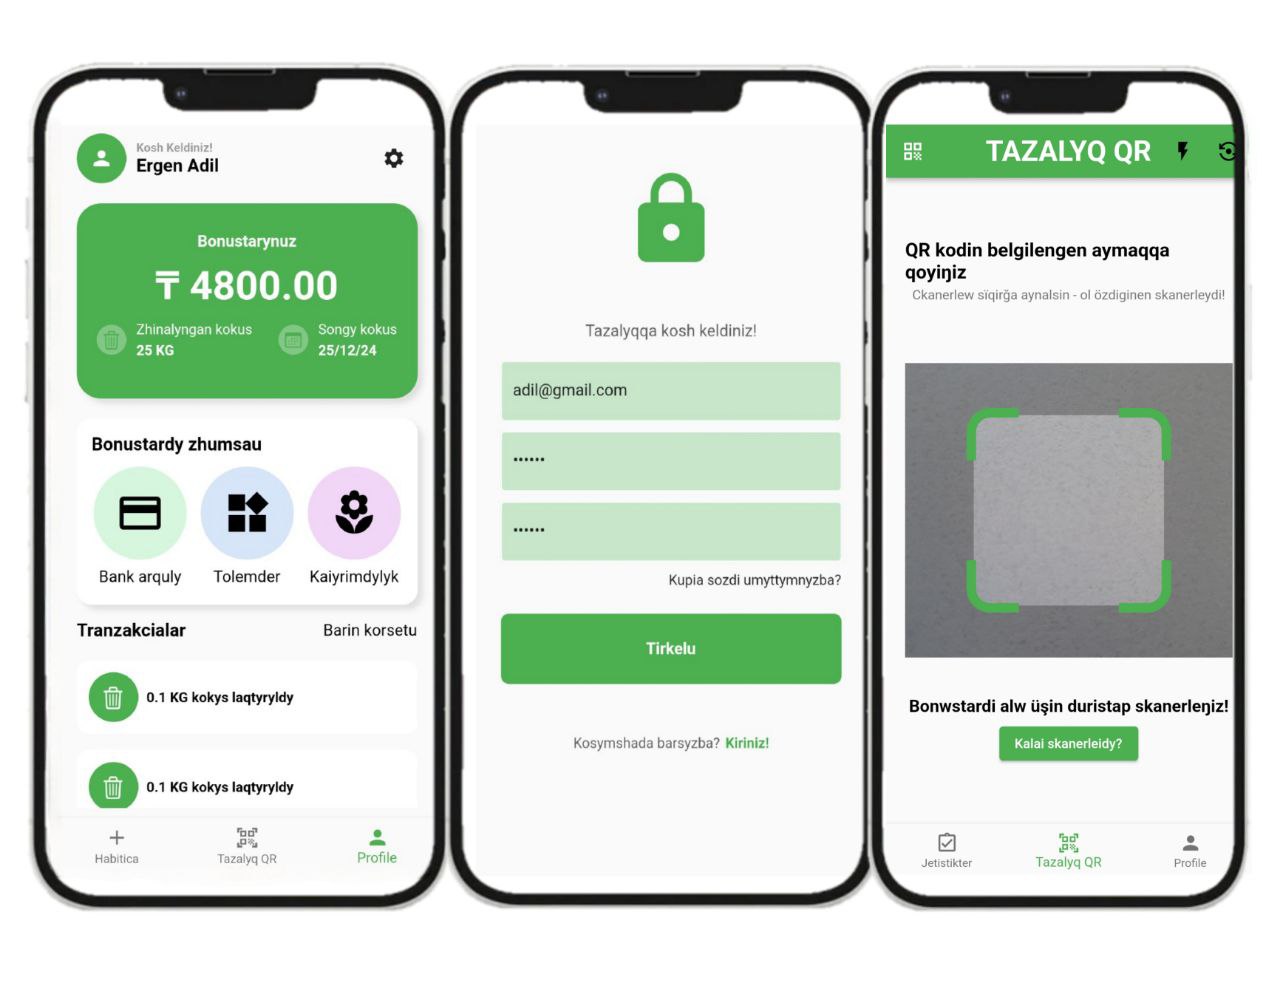 Kosh Keldiniz!
Ergen Adil
Bonustarynuz
₸ 4800.00
Zhinalyngan kokus
25 KG
Songy kokus
25/12/24
Bonustardy zhumsau
Bank arquly
Tolemder
Kaiyrimdylyk
Tranzakcialar
Barin korsetu
0.1 KG kokys laqtyryldy
0.1 KG kokys laqtyryldy
Habitica
Tazalyq QR
Profile
Tazalyqqa kosh keldiniz!
adil@gmail.com
••••••
••••••
Kupia sozdi umyttymnyzba?
Tirkelu
Kosymshada barsyzba? Kiriniz!
TAZALYQ QR
QR kodin belgilengen aymaqqa
qoyiŋiz
Ckanerlew sïqirğa aynalsin - ol özdiginen skanerleydi!
Bonwstardi alw üşin duristap skanerleŋiz!
Kalai skanerleidy?
Jetistikter
Tazalyq QR
Profile